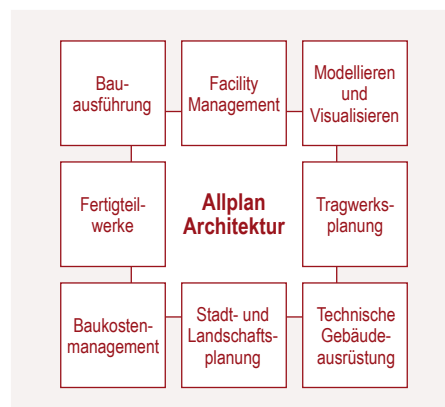 Bau-
ausführung
Facility
Management
Modellieren
und
Visualisieren
Fertigteil-
werke
Allplan
Architektur
Tragwerks-
planung
Baukosten-
management
Stadt- und
Landschafts-
planung
Technische
Gebäude-
ausrüstung